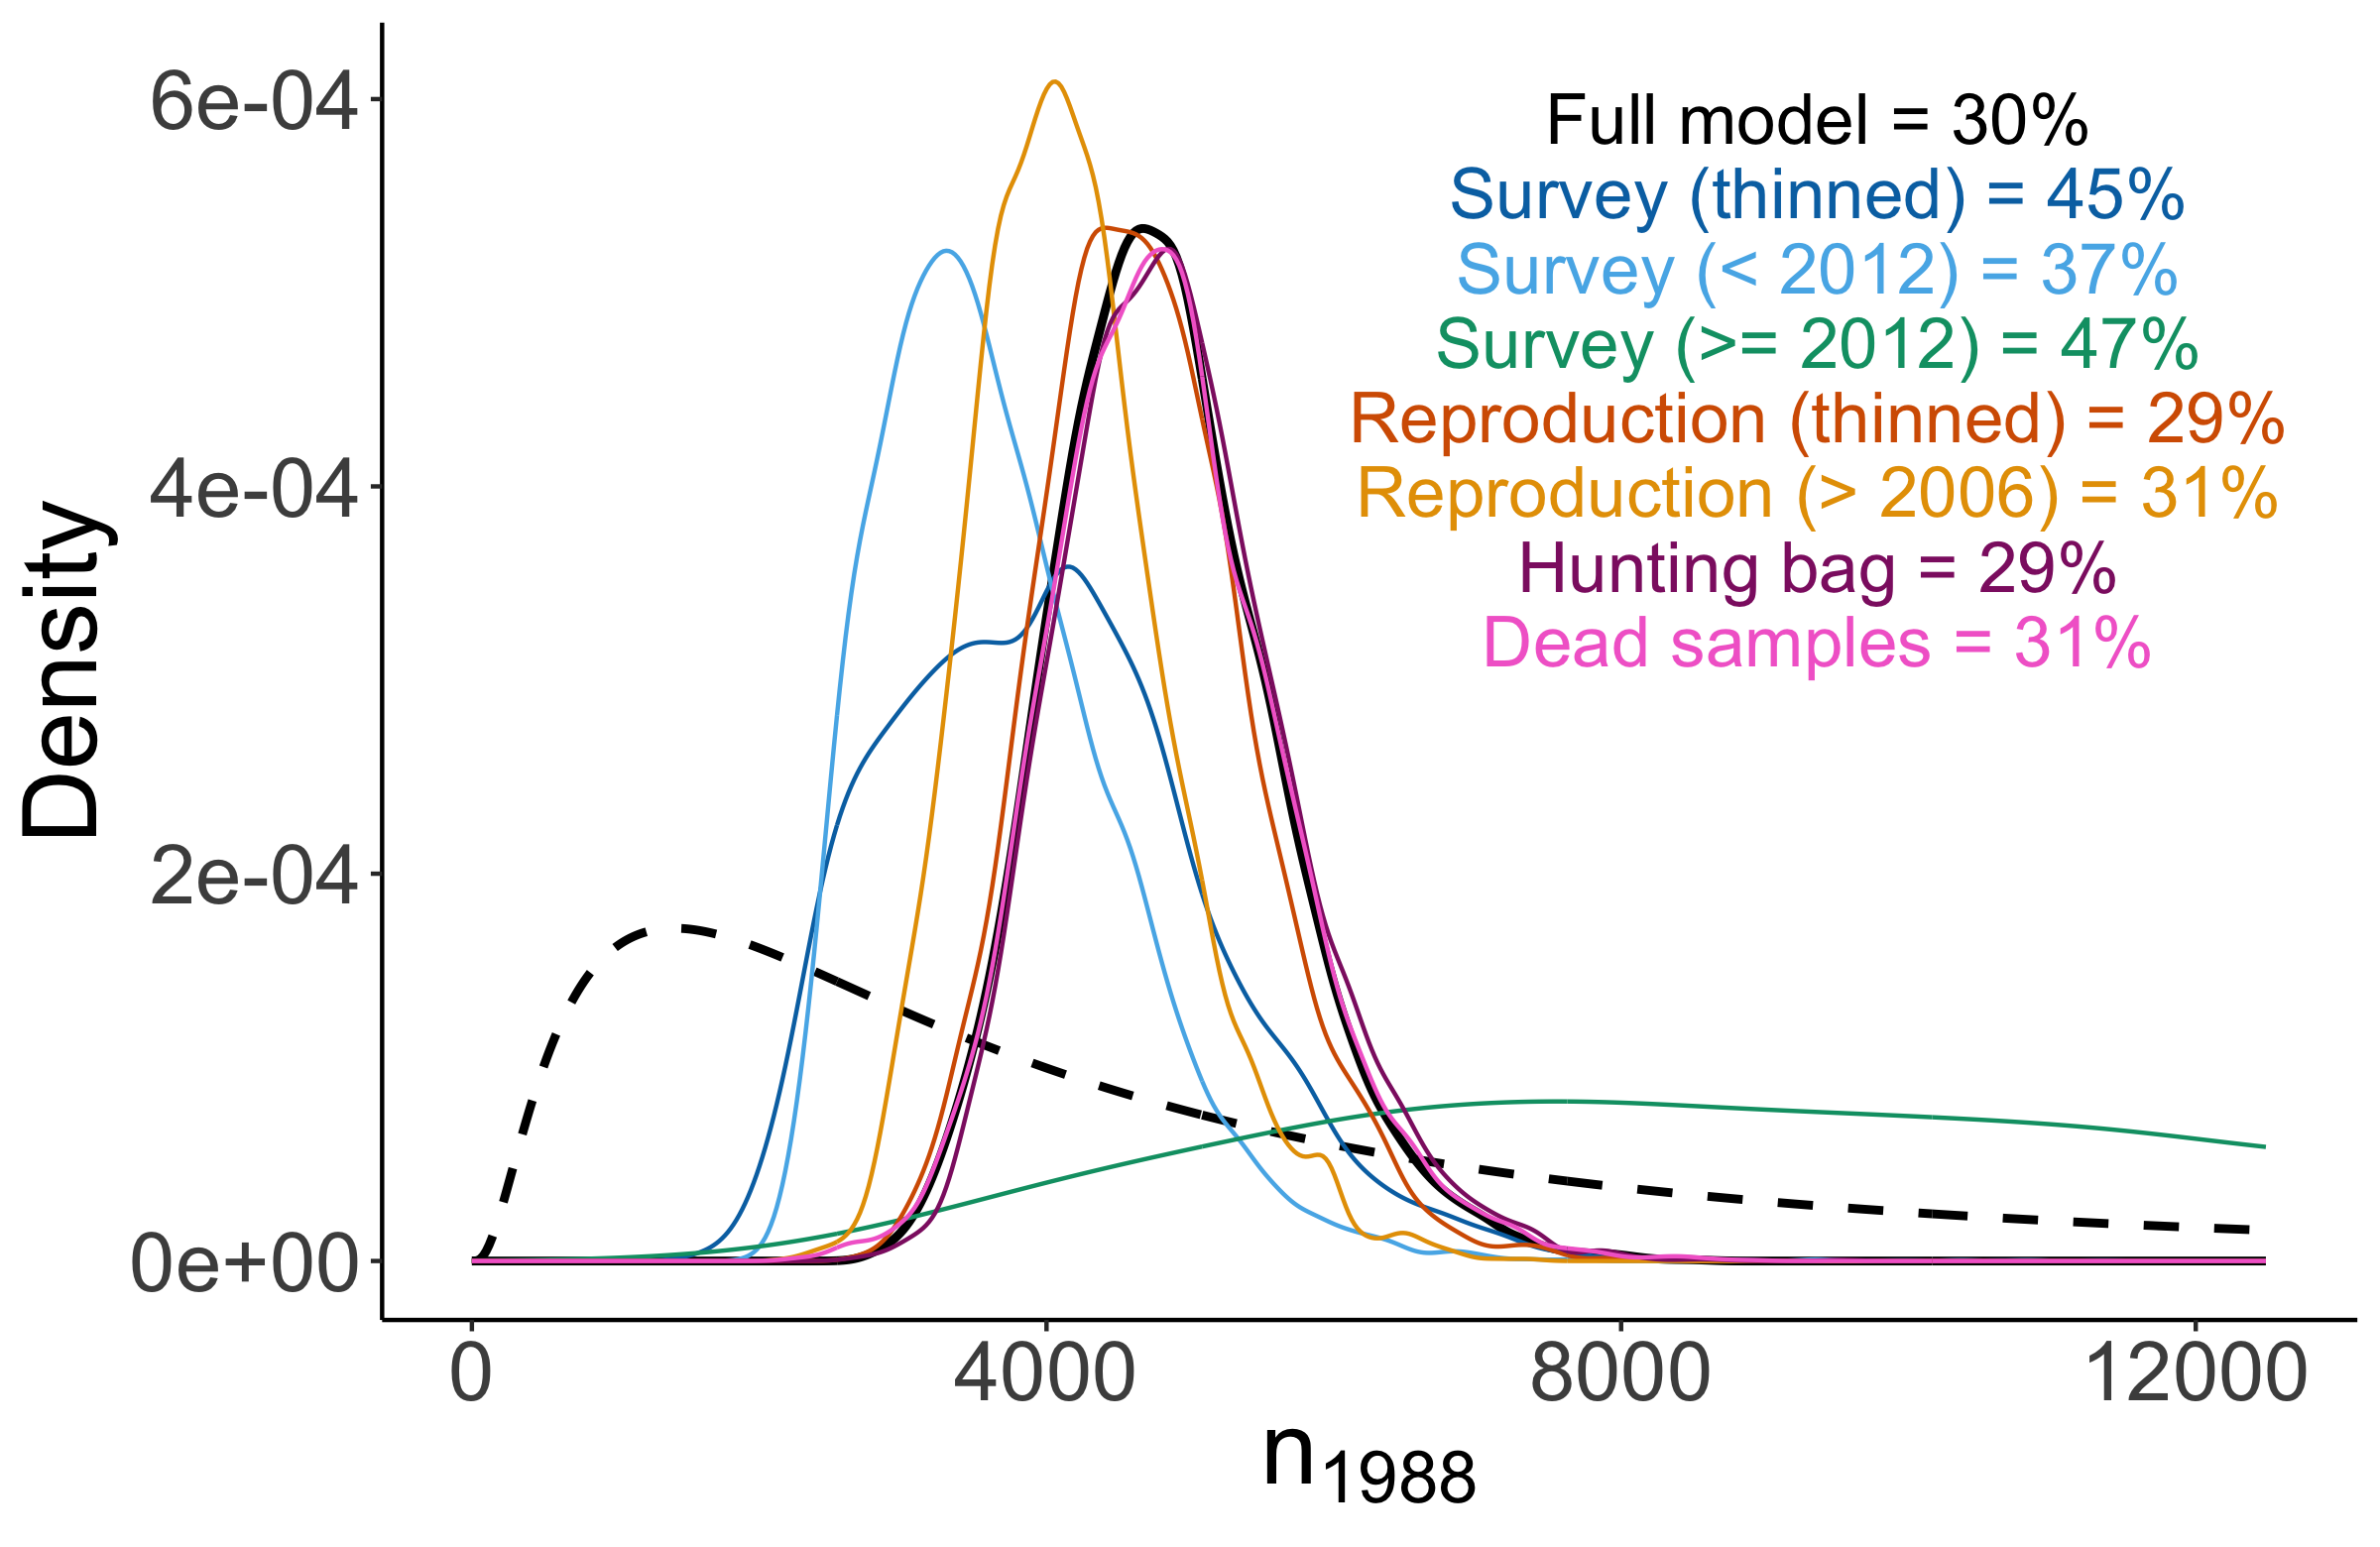 6e-04
4e-04
2e-04
0e+00
Density
Full model = 30%
Survey (thinned) = 45%
Survey (< 2012) = 37%
Survey (>= 2012) = 47%
Reproduction (thinned) = 29%
Reproduction (> 2006) = 31%
Hunting bag = 29%
Dead samples = 31%
0 4000 8000 12000
n1988